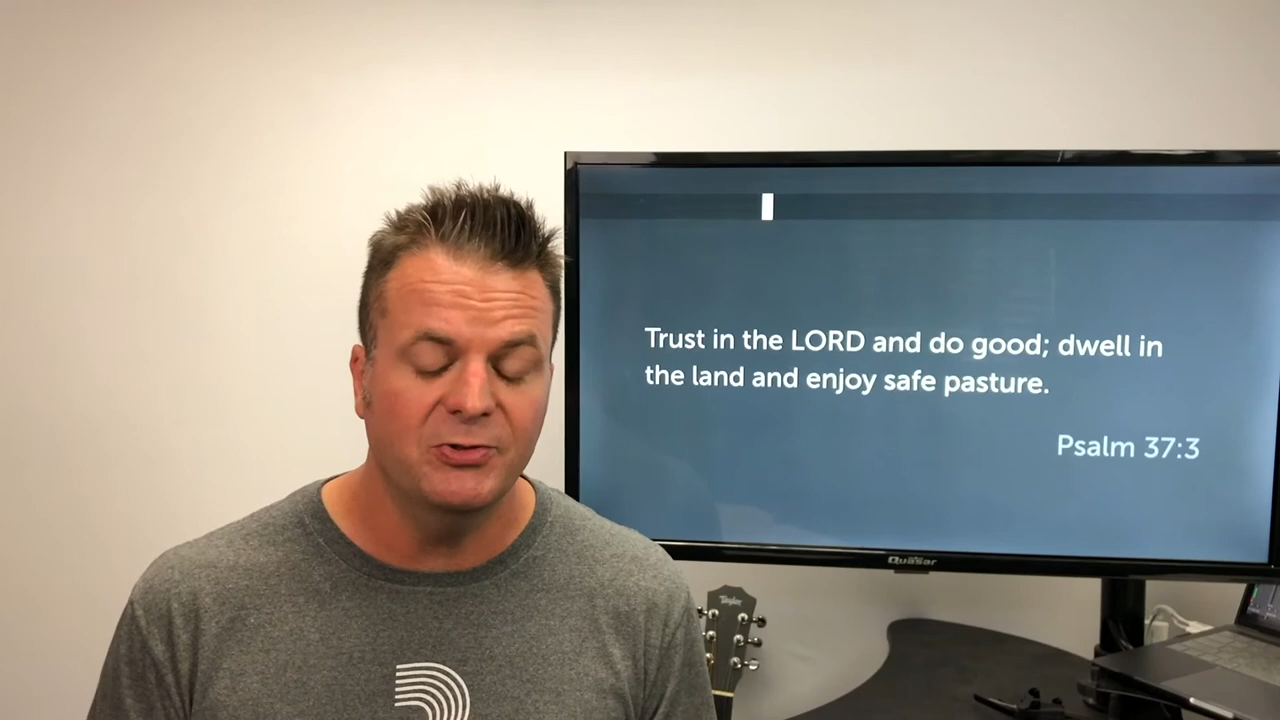 Trust in the LORD and do good; dwell in
the land and enjoy safe pasture.
Psalm 37:3
Quasar
Taylor